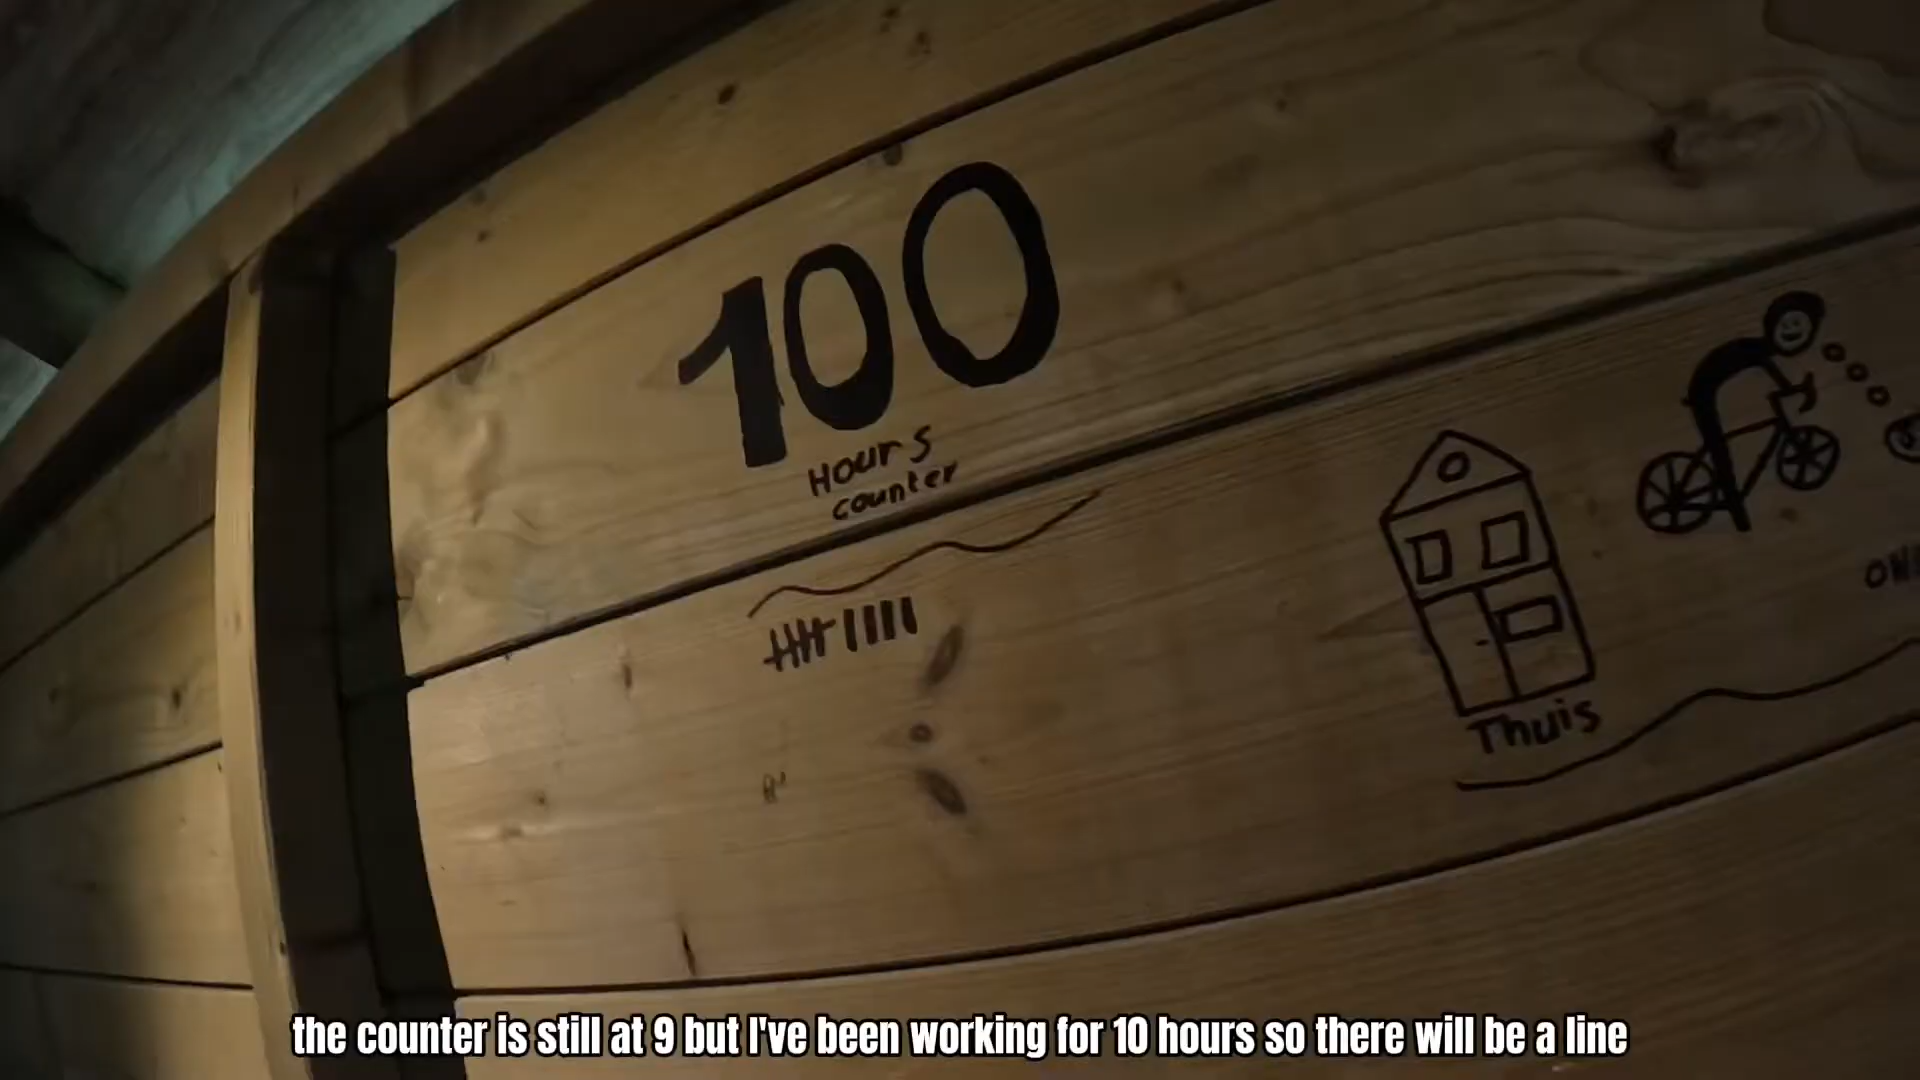 100
Hours
counter
Thuis
the counter is still at 9 but I've been working for 10 hours so there will be a line